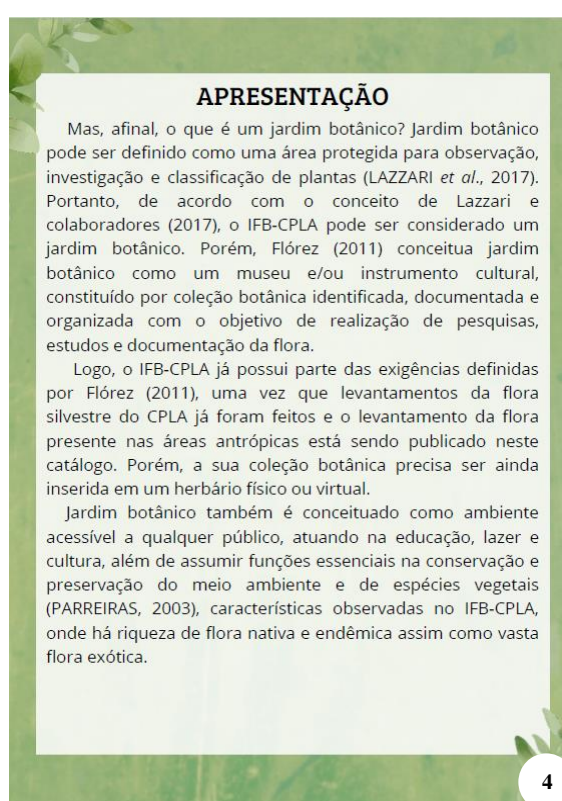 APRESENTAÇÃO
Mas, afinal, o que é um jardim botânico? Jardim botânico
pode ser definido como uma área protegida para observação,
investigação e classificação de plantas (LAZZARI et al., 2017).
Portanto, de acordo com o conceito de Lazzari e
colaboradores (2017), o IFB-CPLA pode ser considerado um
jardim botânico. Porém, Flórez (2011) conceitua jardim
botânico como um museu e/ou instrumento cultural,
constituído por coleção botânica identificada, documentada e
organizada com o objetivo de realização de pesquisas,
estudos e documentação da flora.
Logo, o IFB-CPLA já possui parte das exigências definidas
por Flórez (2011), uma vez que levantamentos da flora
silvestre do CPLA já foram feitos e o levantamento da flora
presente nas áreas antrópicas está sendo publicado neste
catálogo. Porém, a sua coleção botânica precisa ser ainda
inserida em um herbário físico ou virtual.
Jardim botânico também é conceituado como ambiente
acessível a qualquer público, atuando na educação, lazer e
cultura, além de assumir funções essenciais na conservação e
preservação do meio ambiente e de espécies vegetais
(PARREIRAS, 2003), características observadas no IFB-CPLA,
onde há riqueza de flora nativa e endêmica assim como vasta
flora exótica.
4